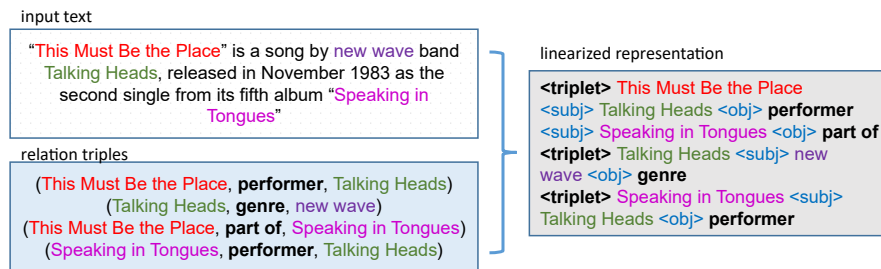 input text
“This Must Be the Place” is a song by new wave band
Talking Heads, released in November 1983 as the
second single from its fifth album “Speaking in
Tongues”
relation triples
(This Must Be the Place, performer, Talking Heads)
(Talking Heads, genre, new wave)
(This Must Be the Place, part of, Speaking in Tongues)
(Speaking in Tongues, performer, Talking Heads)
linearized representation
<triplet> This Must Be the Place
<subj> Talking Heads <obj> performer
<subj> Speaking in Tongues <obj> part of
<triplet> Talking Heads <subj> new
wave <obj> genre
<triplet> Speaking in Tongues <subj>
Talking Heads <obj> performer